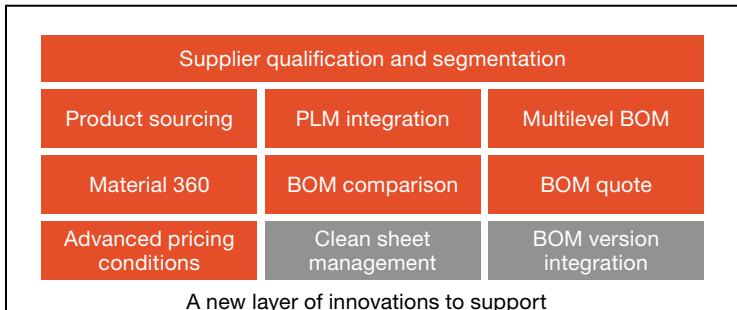 Supplier qualification and segmentation
Product sourcing
PLM integration
Multilevel BOM
Material 360
BOM comparison
BOM quote
Advanced pricing
conditions
Clean sheet
management
BOM version
integration
A new layer of innovations to support